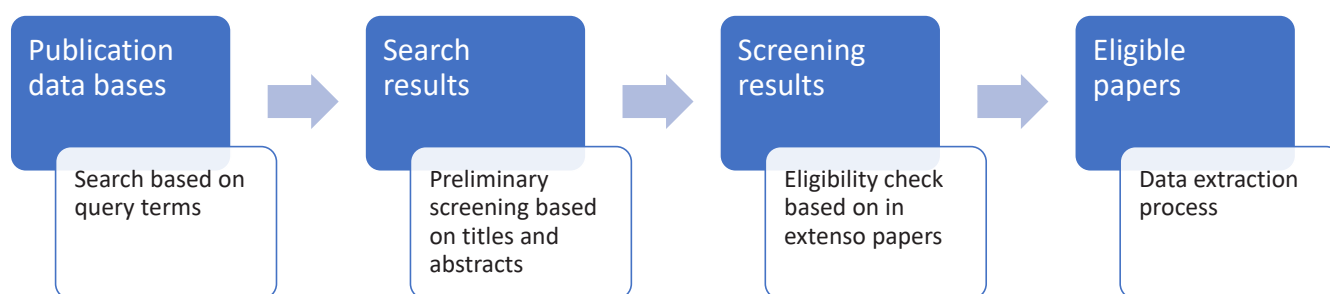 Publication
data bases
Search based on
query terms
Search
results
Preliminary
screening based
on titles and
abstracts
Screening
results
Eligibility check
based on in
extenso papers
Eligible
papers
Data extraction
process